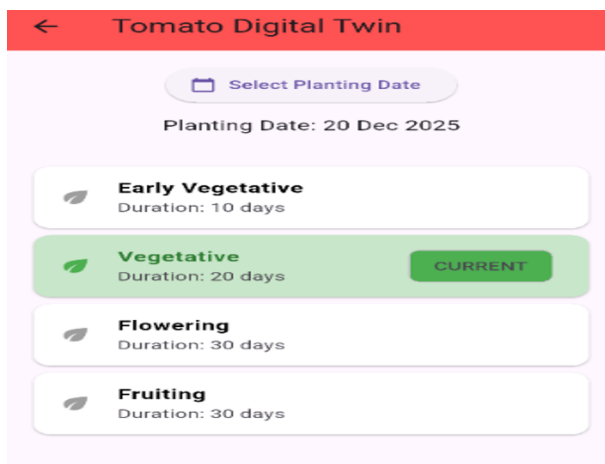 Tomato Digital Twin
Select Planting Date
Planting Date: 20 Dec 2025
Early Vegetative
Duration: 10 days
Vegetative
Duration: 20 days
CURRENT
Flowering
Duration: 30 days
Fruiting
Duration: 30 days